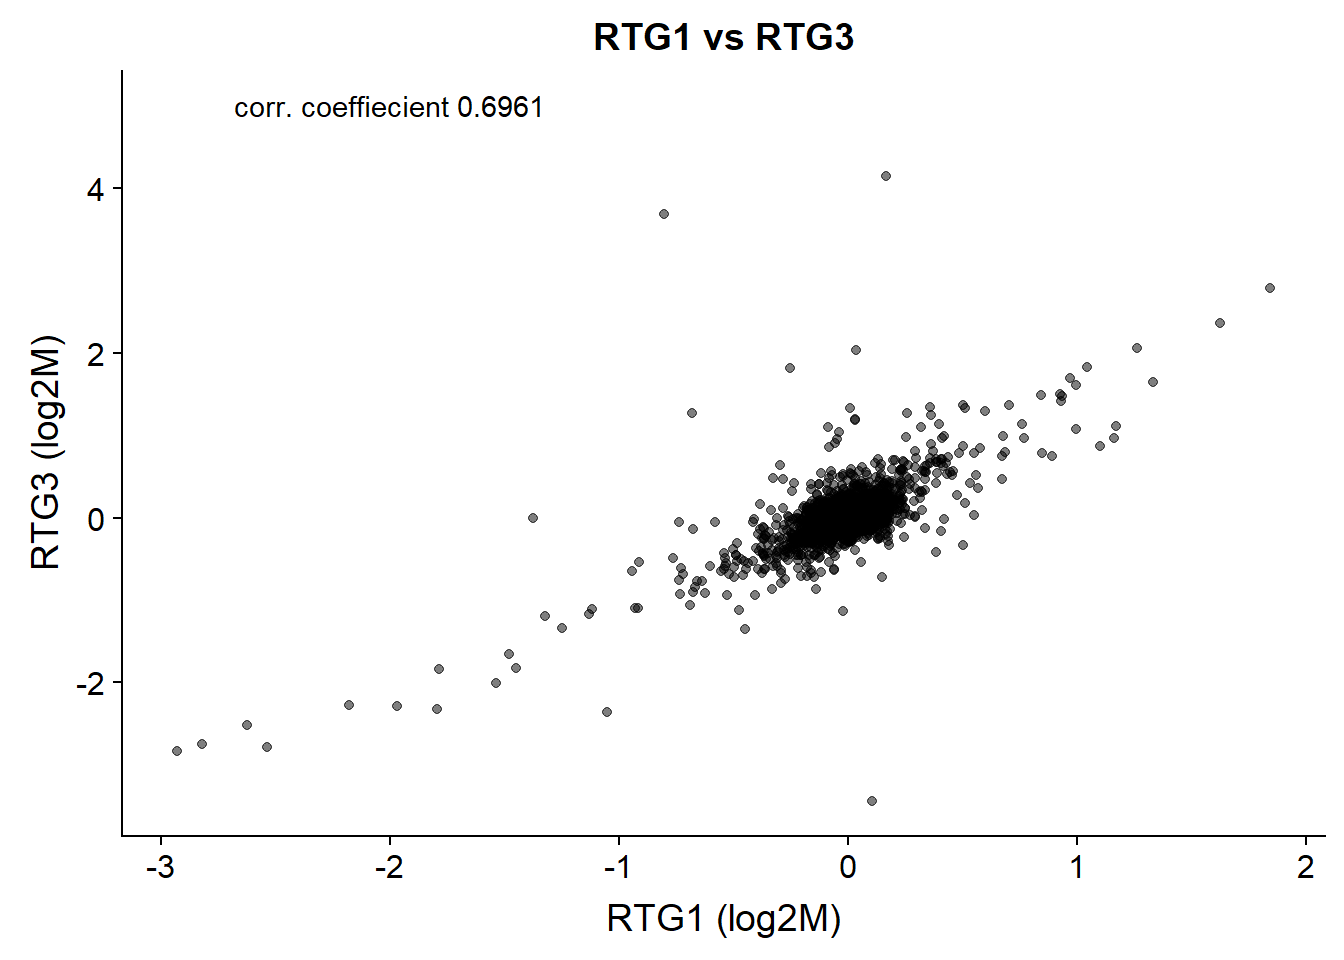 RTG1 vs RTG3
corr. coeffiecient 0.6961
4
2
0
-2
RTG3 (log2M)
-3
-2
-1
0
1
2
RTG1 (log2M)